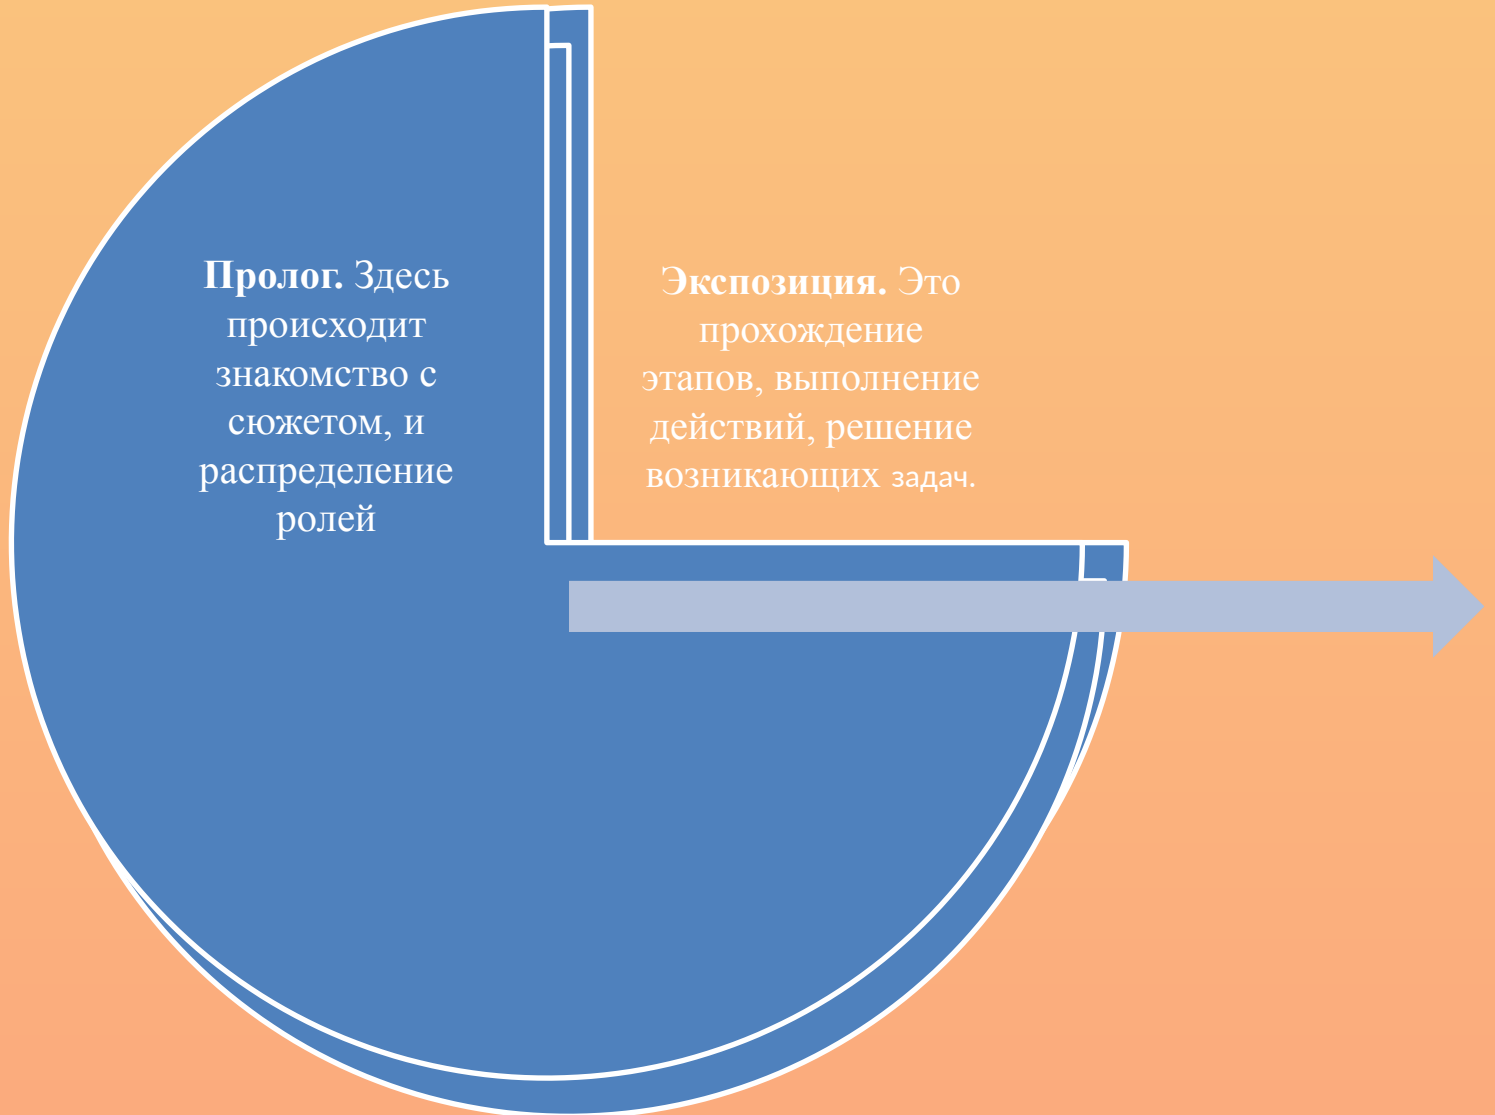 Пролог. Здесь
происходит
знакомство с
сюжетом, и
распределение
ролей
Экспозиция. Это
прохождение
этапов, выполнение
действий, решение
возникающих задач.